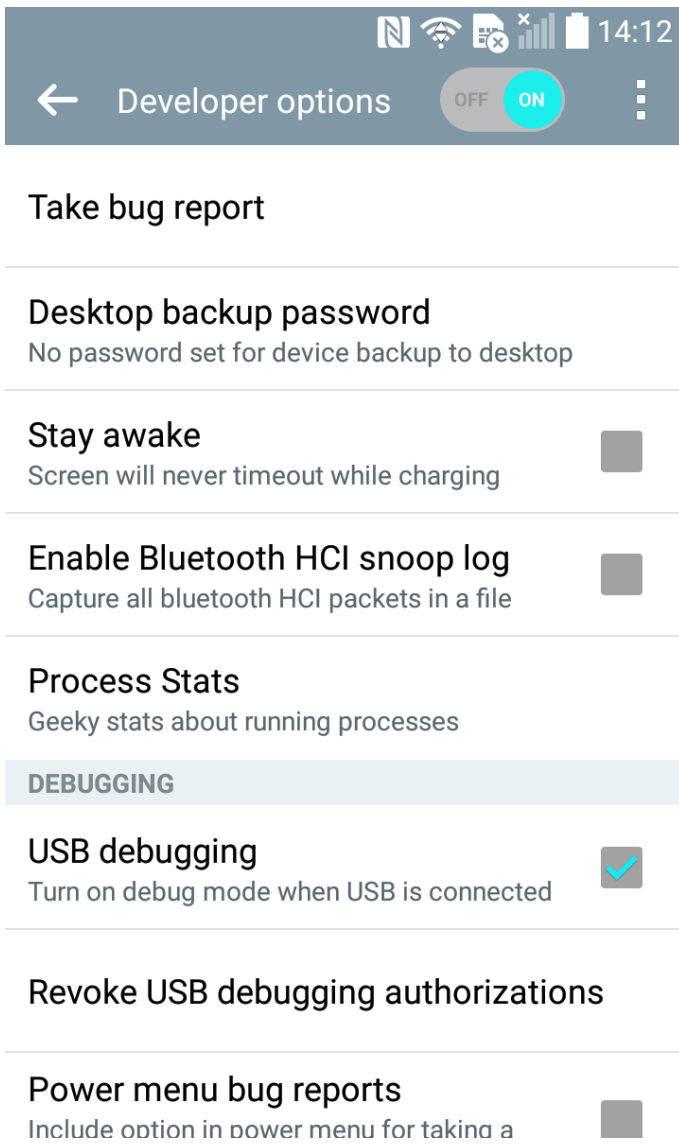 14:12
Developer options OFF ON
Take bug report
Desktop backup password
No password set for device backup to desktop
Stay awake
Screen will never timeout while charging
Enable Bluetooth HCI snoop log
Capture all bluetooth HCI packets in a file
Process Stats
Geeky stats about running processes
DEBUGGING
USB debugging
Turn on debug mode when USB is connected
Revoke USB debugging authorizations
Power menu bug reports
Include option in power menu for taking a